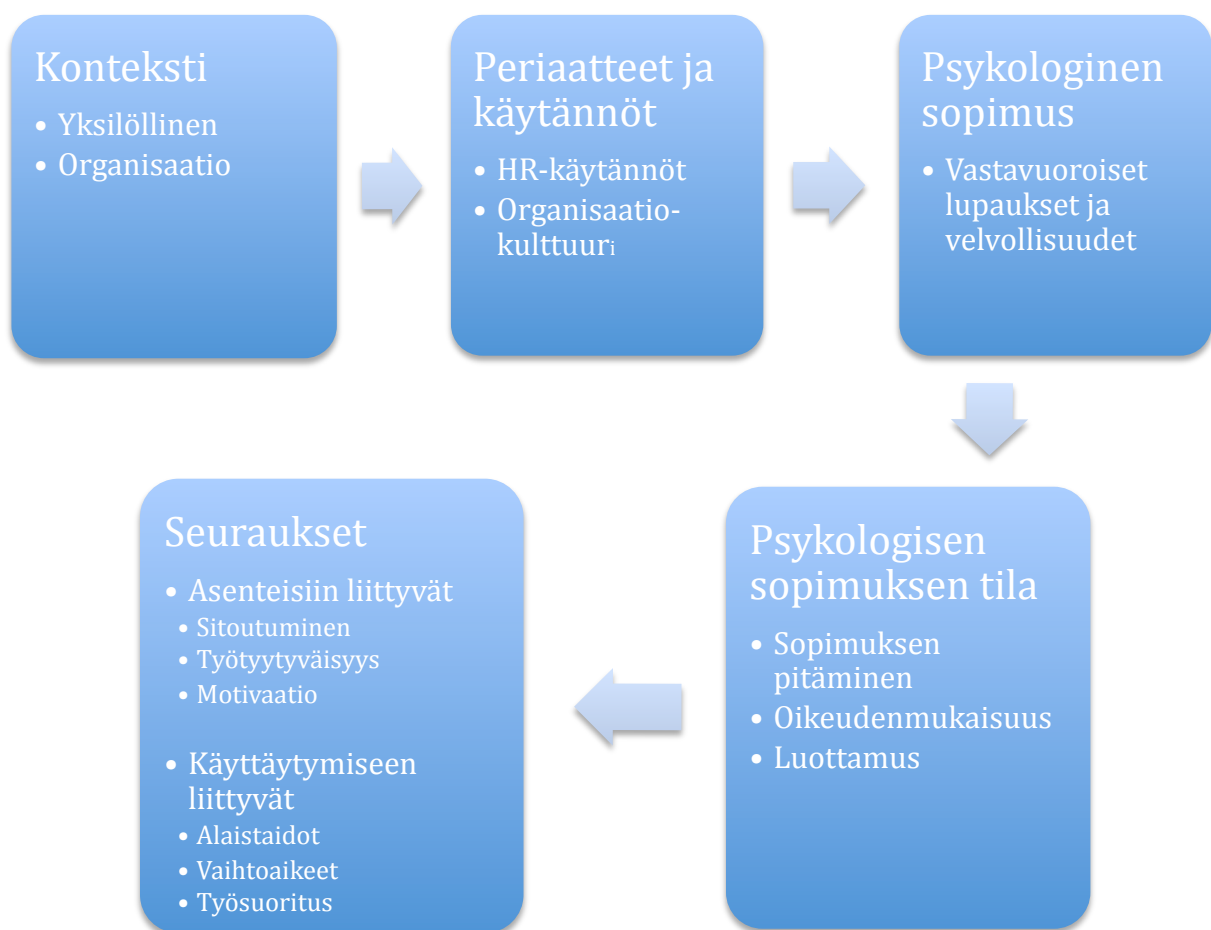 Konteksti
• Yksilöllinen
• Organisaatio
Periaatteet ja
käytännöt
• HR-käytännöt
• Organisaatio-
kulttuuri
Psykologinen
sopimus
• Vastavuoroiset
lupaukset ja
velvollisuudet
Psykologisen
sopimuksen tila
• Sopimuksen
pitäminen
• Oikeudenmukaisuus
• Luottamus
Seuraukset
• Asenteisiin liittyvät
• Sitoutuminen
• Työtyytyväisyys
• Motivaatio
• Käyttäytymiseen
liittyvät
• Alaistaidot
• Vaihtoaikeet
• Työsuoritus